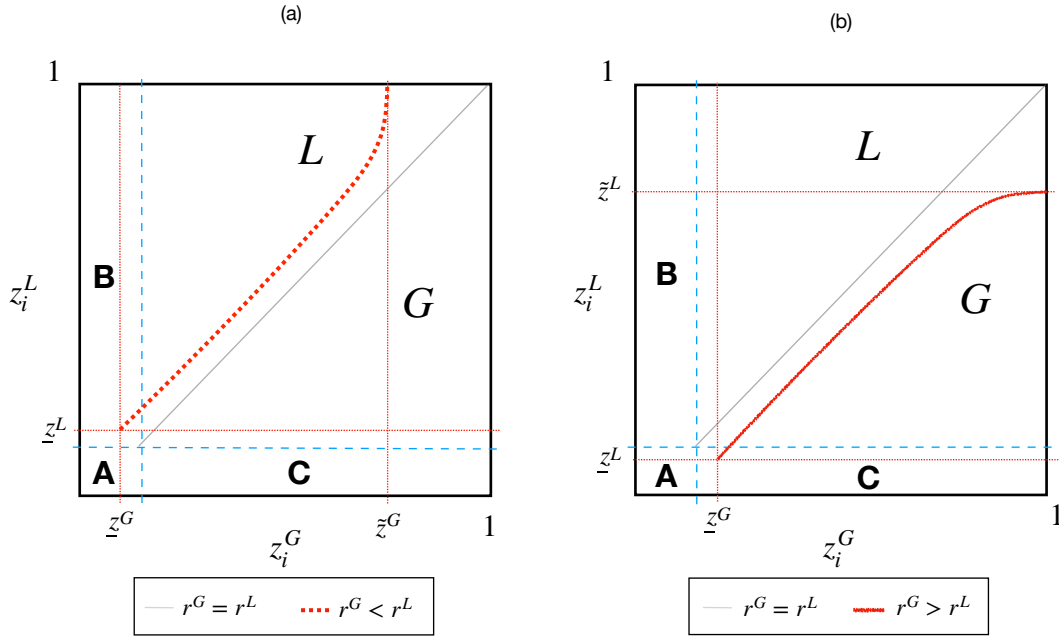 (a)
1
L
B
z_i^L
G
z̲^L
A
C
z̲^G
z̃^G
1
z_i^G
r^G = r^L
r^G < r^L
(b)
1
L
z̃^L
B
z_i^L
G
z̲^L
A
C
z̲^G
1
z_i^G
r^G = r^L
r^G > r^L